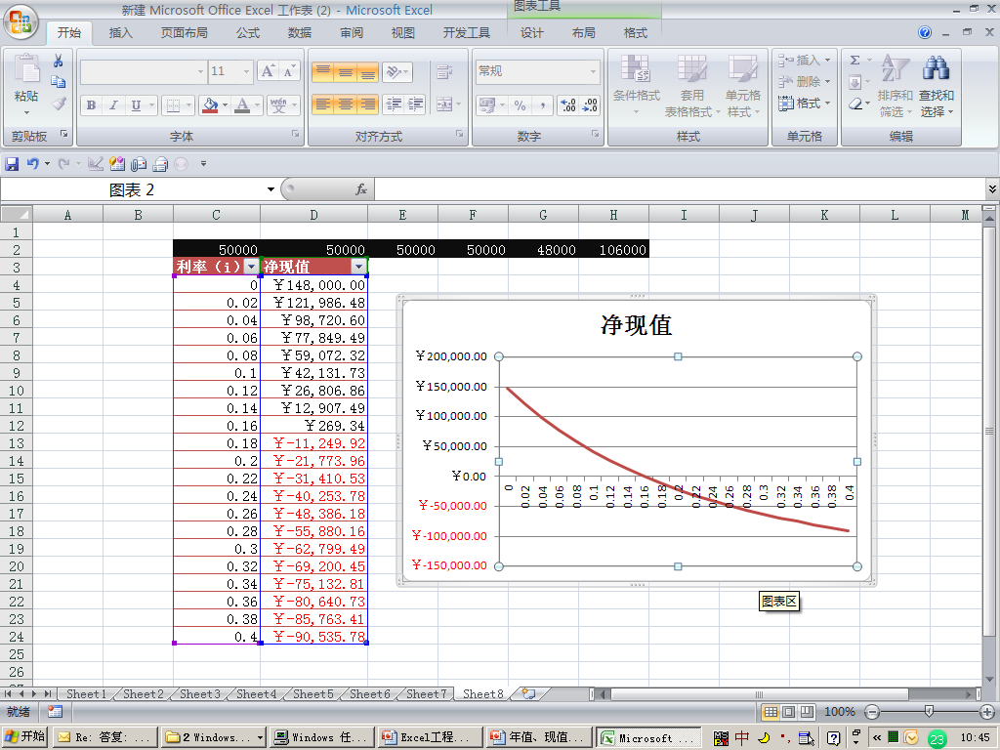 新建 Microsoft Office Excel 工作表 (2) - Microsoft Excel
图表工具
开始 插入 页面布局 公式 数据 审阅 视图 开发工具 设计 布局 格式
粘贴
剪贴板
11
B I U
A
字体
对齐方式
常规
% ,
数字
条件格式
套用
表格格式
单元格
样式
样式
插入
删除
格式
单元格
Σ
排序和
筛选
查找和
选择
编辑
图表 2
fx
A B C D E F G H I J K L M
1
2 50000 50000 50000 50000 48000 106000
3 利率（i） 净现值
4 0 ￥148,000.00
5 0.02 ￥121,986.48
6 0.04 ￥98,720.60
7 0.06 ￥77,849.49
8 0.08 ￥59,072.32
9 0.1 ￥42,131.73
10 0.12 ￥26,806.86
11 0.14 ￥12,907.49
12 0.16 ￥269.34
13 0.18 ￥-11,249.92
14 0.2 ￥-21,773.96
15 0.22 ￥-31,410.53
16 0.24 ￥-40,253.78
17 0.26 ￥-48,386.18
18 0.28 ￥-55,880.16
19 0.3 ￥-62,799.49
20 0.32 ￥-69,200.45
21 0.34 ￥-75,132.81
22 0.36 ￥-80,640.73
23 0.38 ￥-85,763.41
24 0.4 ￥-90,535.78
25
26
净现值
￥200,000.00
￥150,000.00
￥100,000.00
￥50,000.00
￥0.00
￥-50,000.00
￥-100,000.00
￥-150,000.00
0 0.02 0.04 0.06 0.08 0.1 0.12 0.14 0.16 0.18 0.2 0.22 0.24 0.26 0.28 0.3 0.32 0.34 0.36 0.38 0.4
图表区
Sheet1 Sheet2 Sheet3 Sheet4 Sheet5 Sheet6 Sheet7 Sheet8
就绪
100%
开始 Re: 答复: ... 2 Windows... Windows 任... Excel工程... 年值、现值... Microsoft ... 中 « 23 10:45